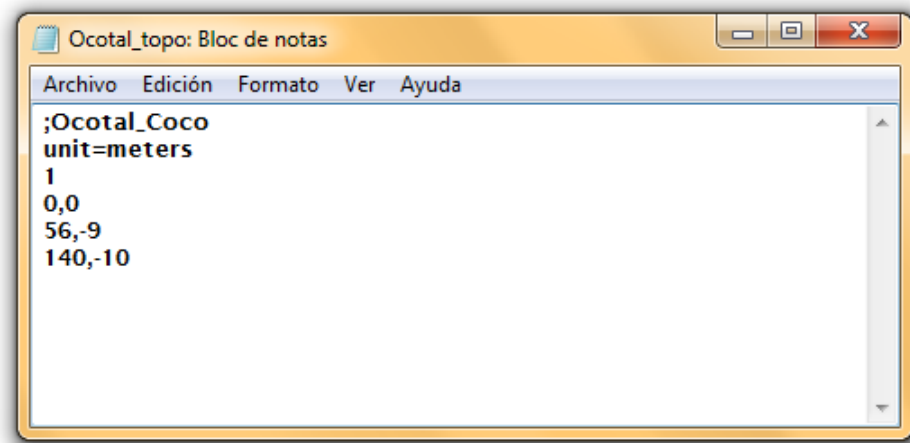 Ocotal_topo: Bloc de notas
Archivo Edición Formato Ver Ayuda
;Ocotal_Coco
unit=meters
1
0,0
56,-9
140,-10